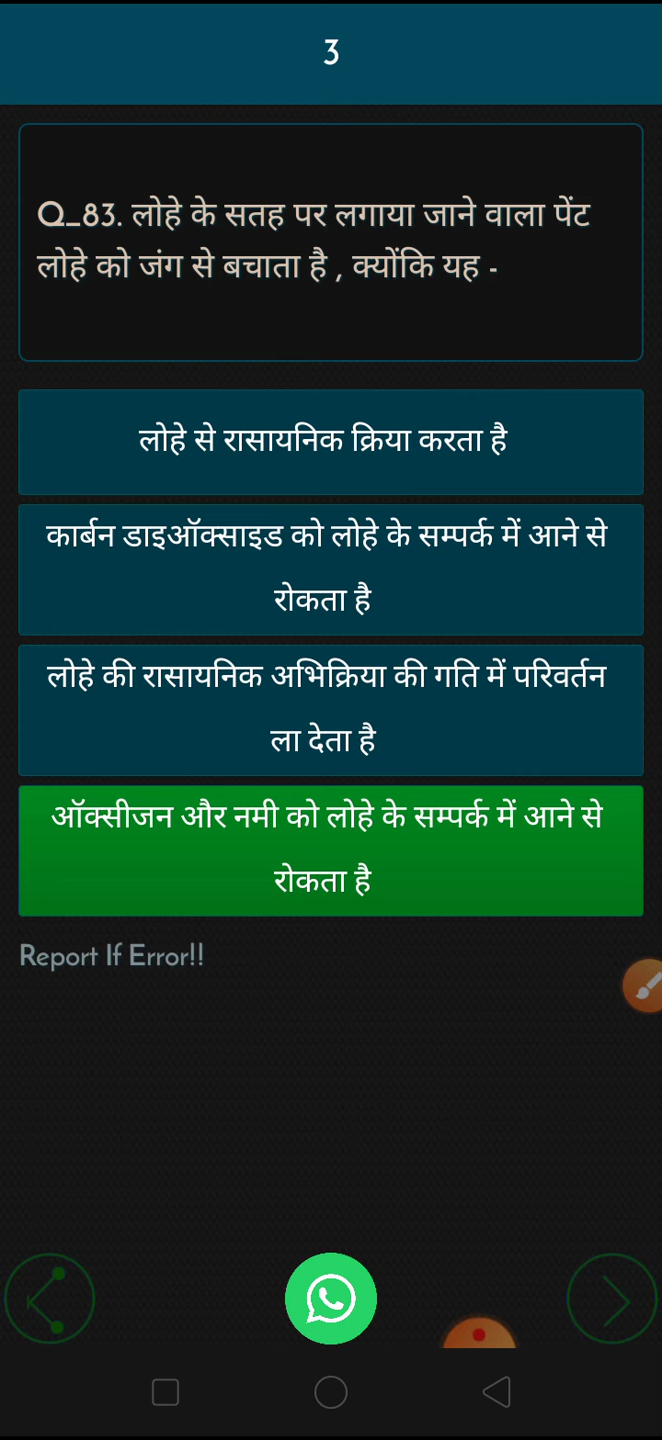 3
Q_83. लोहे के सतह पर लगाया जाने वाला पेंट
लोहे को जंग से बचाता है , क्योंकि यह -
लोहे से रासायनिक क्रिया करता है
कार्बन डाइऑक्साइड को लोहे के सम्पर्क में आने से
रोकता है
लोहे की रासायनिक अभिक्रिया की गति में परिवर्तन
ला देता है
ऑक्सीजन और नमी को लोहे के सम्पर्क में आने से
रोकता है
Report If Error!!